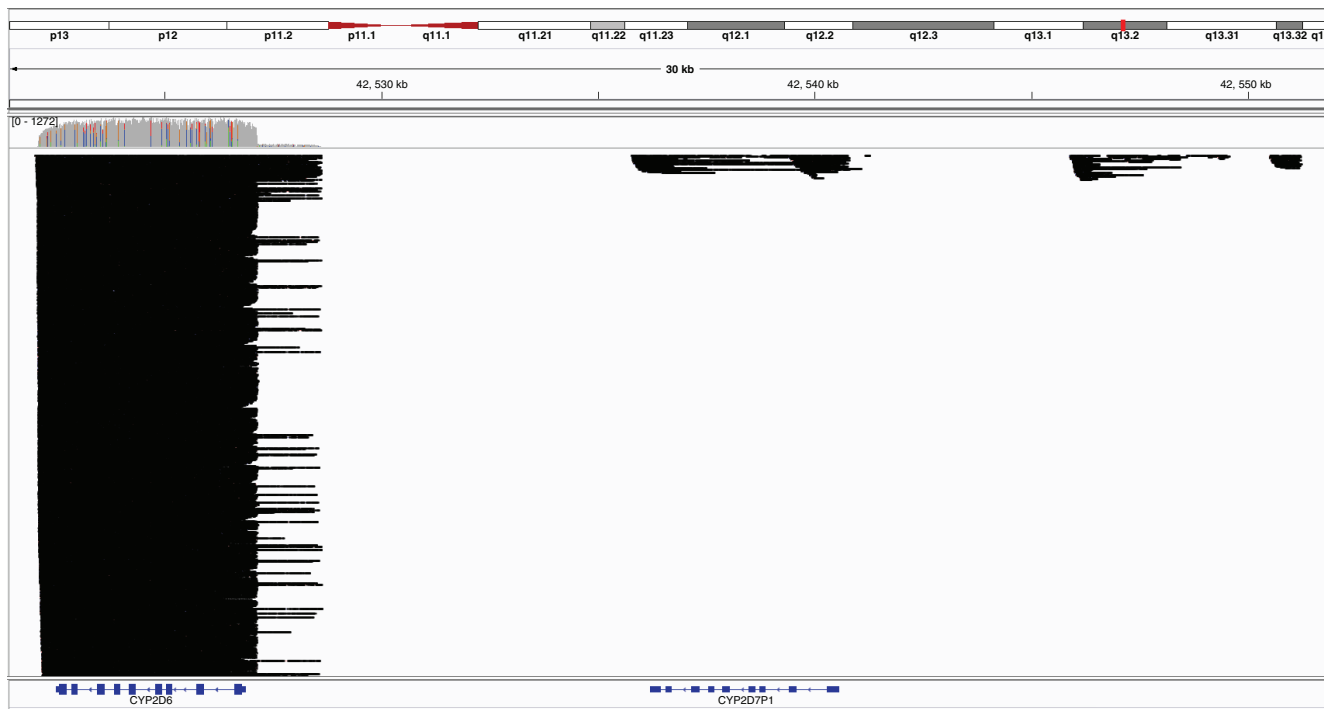 p13 p12 p11.2 p11.1 q11.1 q11.21 q11.22 q11.23 q12.1 q12.2 q12.3 q13.1 q13.2 q13.31 q13.32 q1
30 kb
42, 530 kb 42, 540 kb 42, 550 kb
[0 - 1272]
CYP2D6 CYP2D7P1